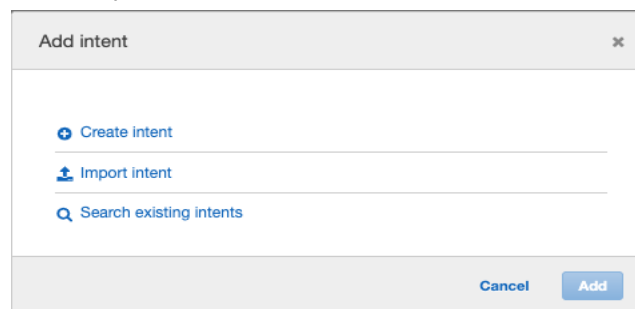 Add intent
Create intent
Import intent
Search existing intents
Cancel Add